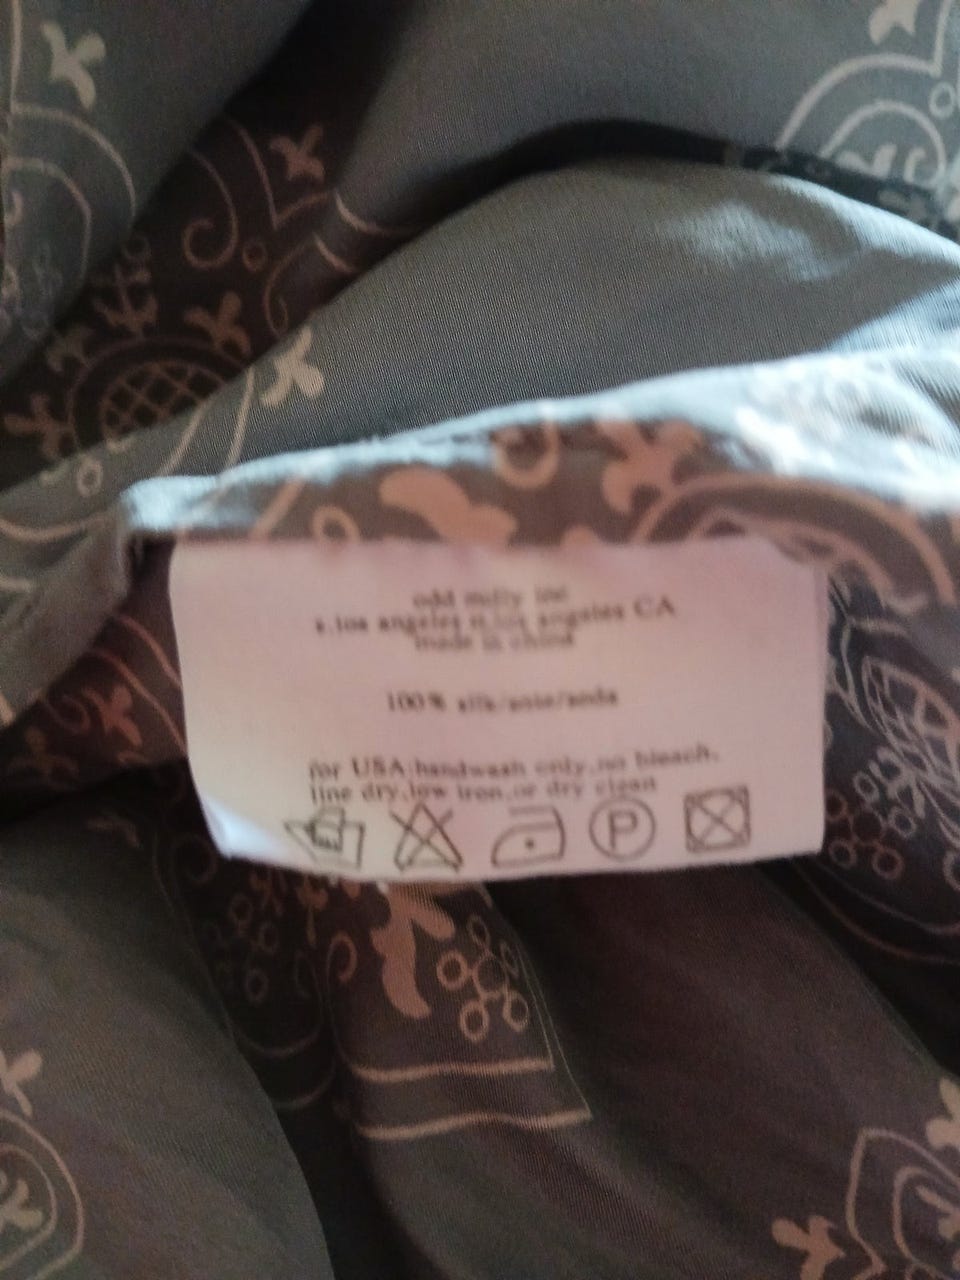 odd molly inc
s.los angeles st.los angeles CA
made in china
100% silk/soie/seda
for USA:handwash only,no bleach,
line dry,low iron,or dry clean
P